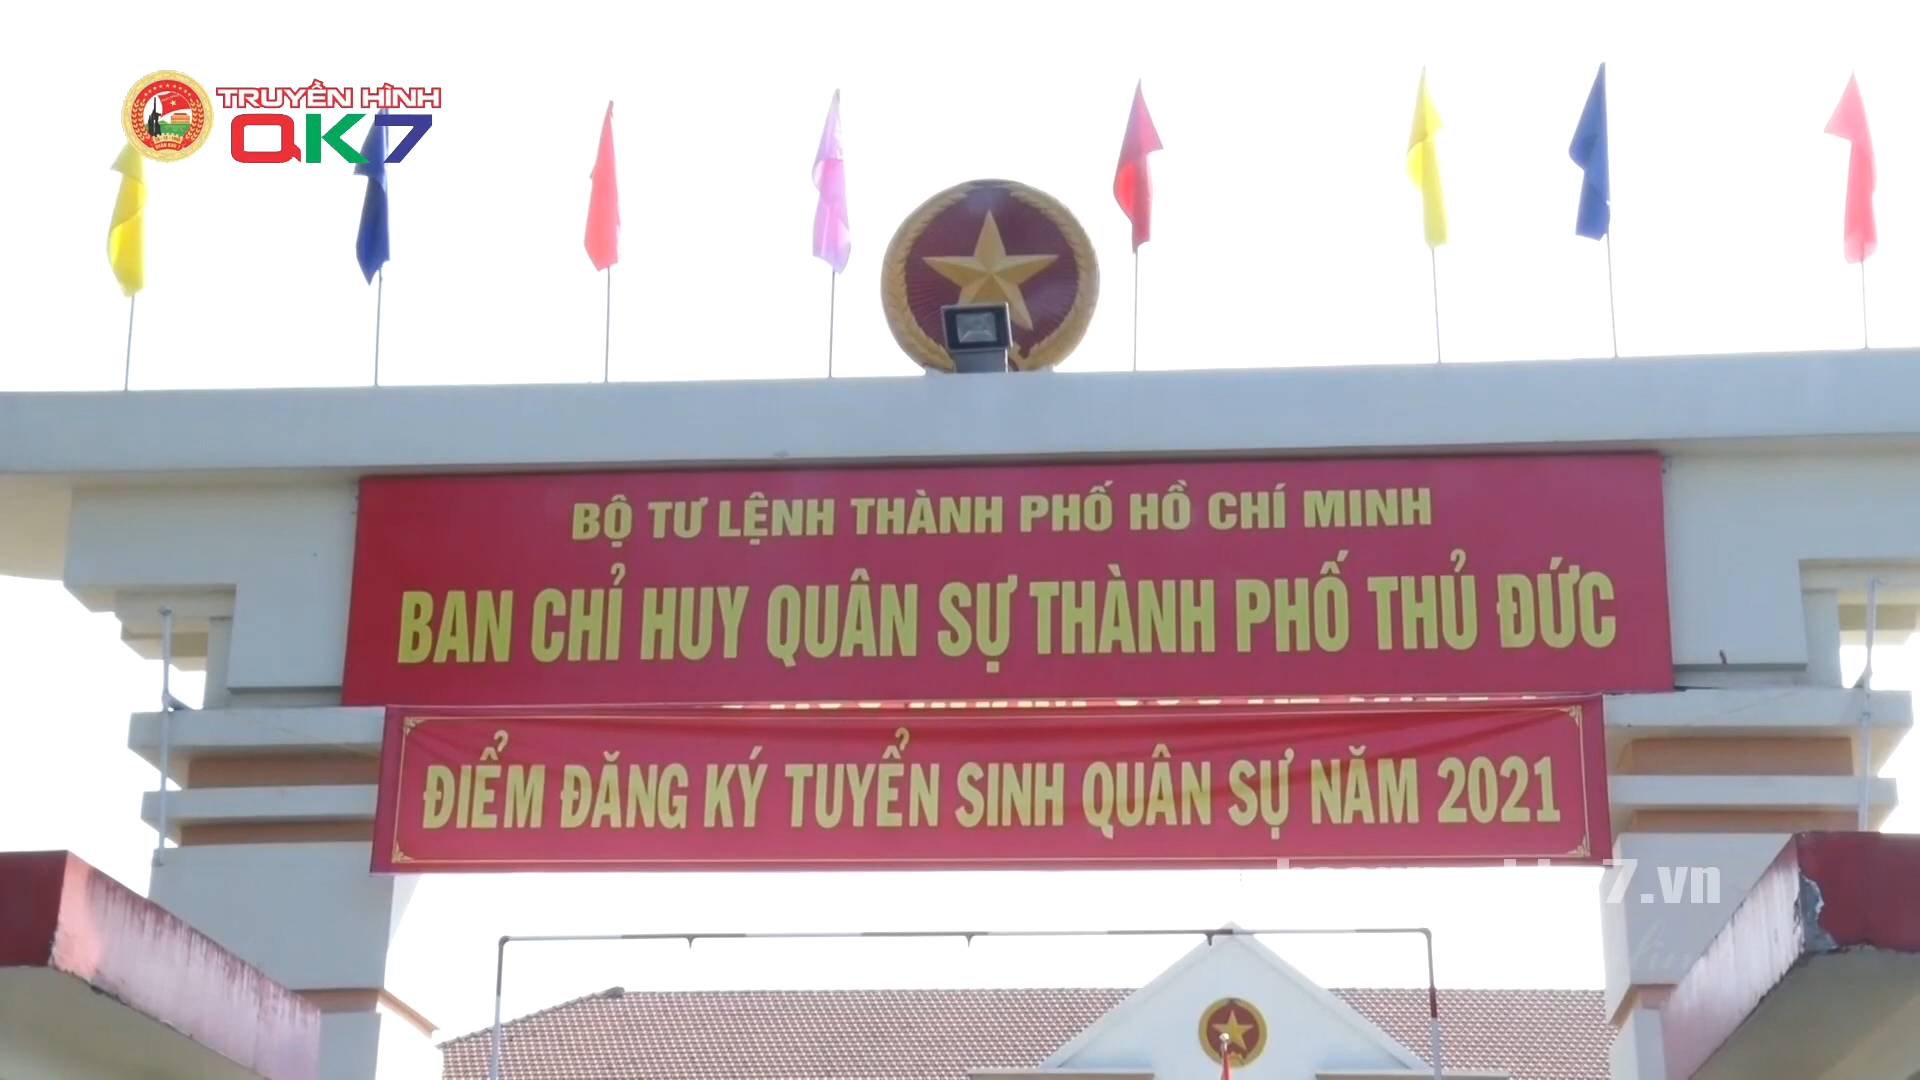 TRUYỀN HÌNH
QK7
BỘ TƯ LỆNH THÀNH PHỐ HỒ CHÍ MINH
BAN CHỈ HUY QUÂN SỰ THÀNH PHỐ THỦ ĐỨC
ĐIỂM ĐĂNG KÝ TUYỂN SINH QUÂN SỰ NĂM 2021